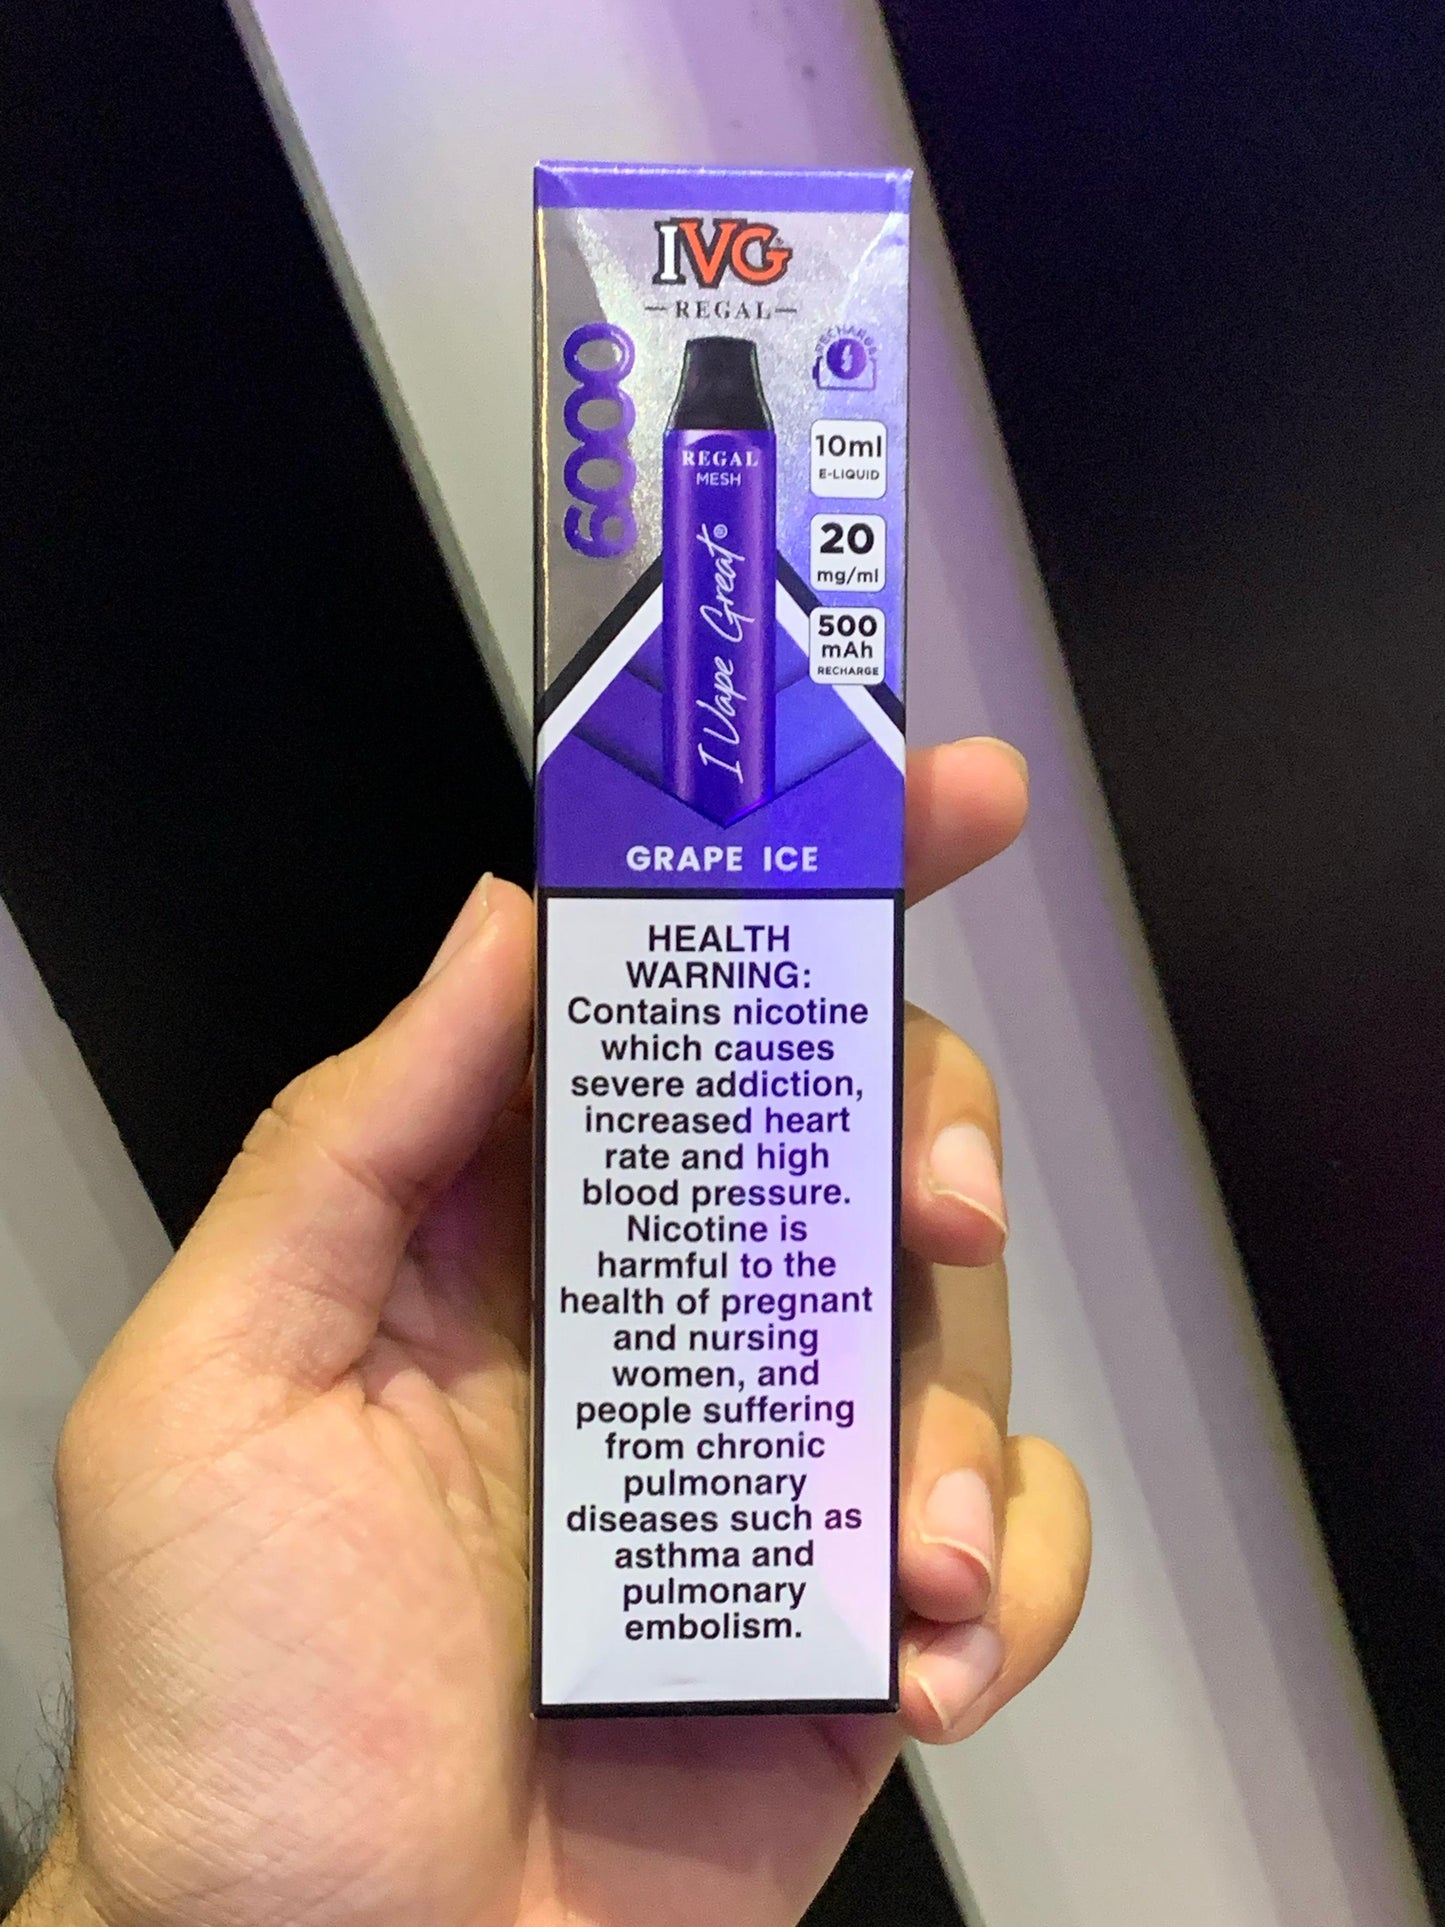 IVG
REGAL
6000
RECHARGE
REGAL
MESH
I Vape Great®
10ml
E-LIQUID
20
mg/ml
500
mAh
RECHARGE
GRAPE ICE
HEALTH
WARNING:
Contains nicotine
which causes
severe addiction,
increased heart
rate and high
blood pressure.
Nicotine is
harmful to the
health of pregnant
and nursing
women, and
people suffering
from chronic
pulmonary
diseases such as
asthma and
pulmonary
embolism.